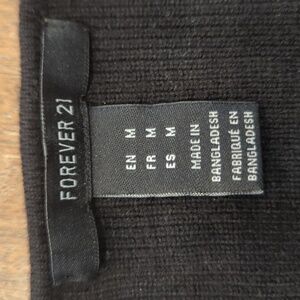 FOREVER 21
EN M
FR M
ES M
MADE IN
BANGLADESH
FABRIQUÉ EN
BANGLADESH